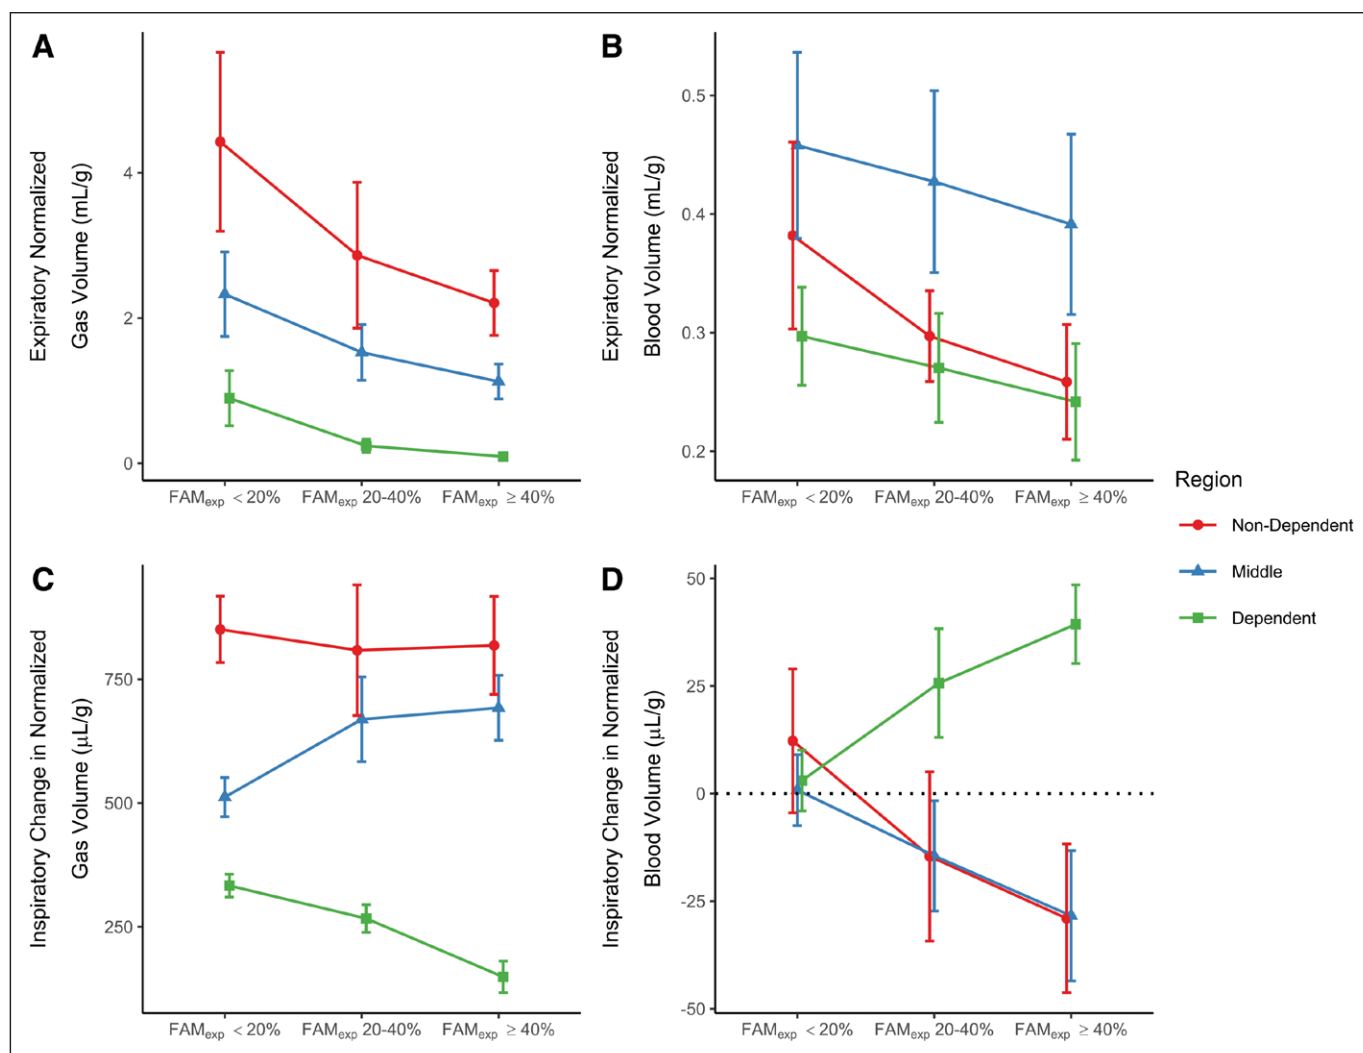 A
Expiratory Normalized
Gas Volume (mL/g)
4
2
0
FAMexp < 20%
FAMexp 20-40%
FAMexp ≥ 40%
B
Expiratory Normalized
Blood Volume (mL/g)
0.5
0.4
0.3
0.2
FAMexp < 20%
FAMexp 20-40%
FAMexp ≥ 40%
C
Inspiratory Change in Normalized
Gas Volume (µL/g)
750
500
250
FAMexp < 20%
FAMexp 20-40%
FAMexp ≥ 40%
D
Inspiratory Change in Normalized
Blood Volume (µL/g)
50
25
0
-25
-50
FAMexp < 20%
FAMexp 20-40%
FAMexp ≥ 40%
Region
Non-Dependent
Middle
Dependent